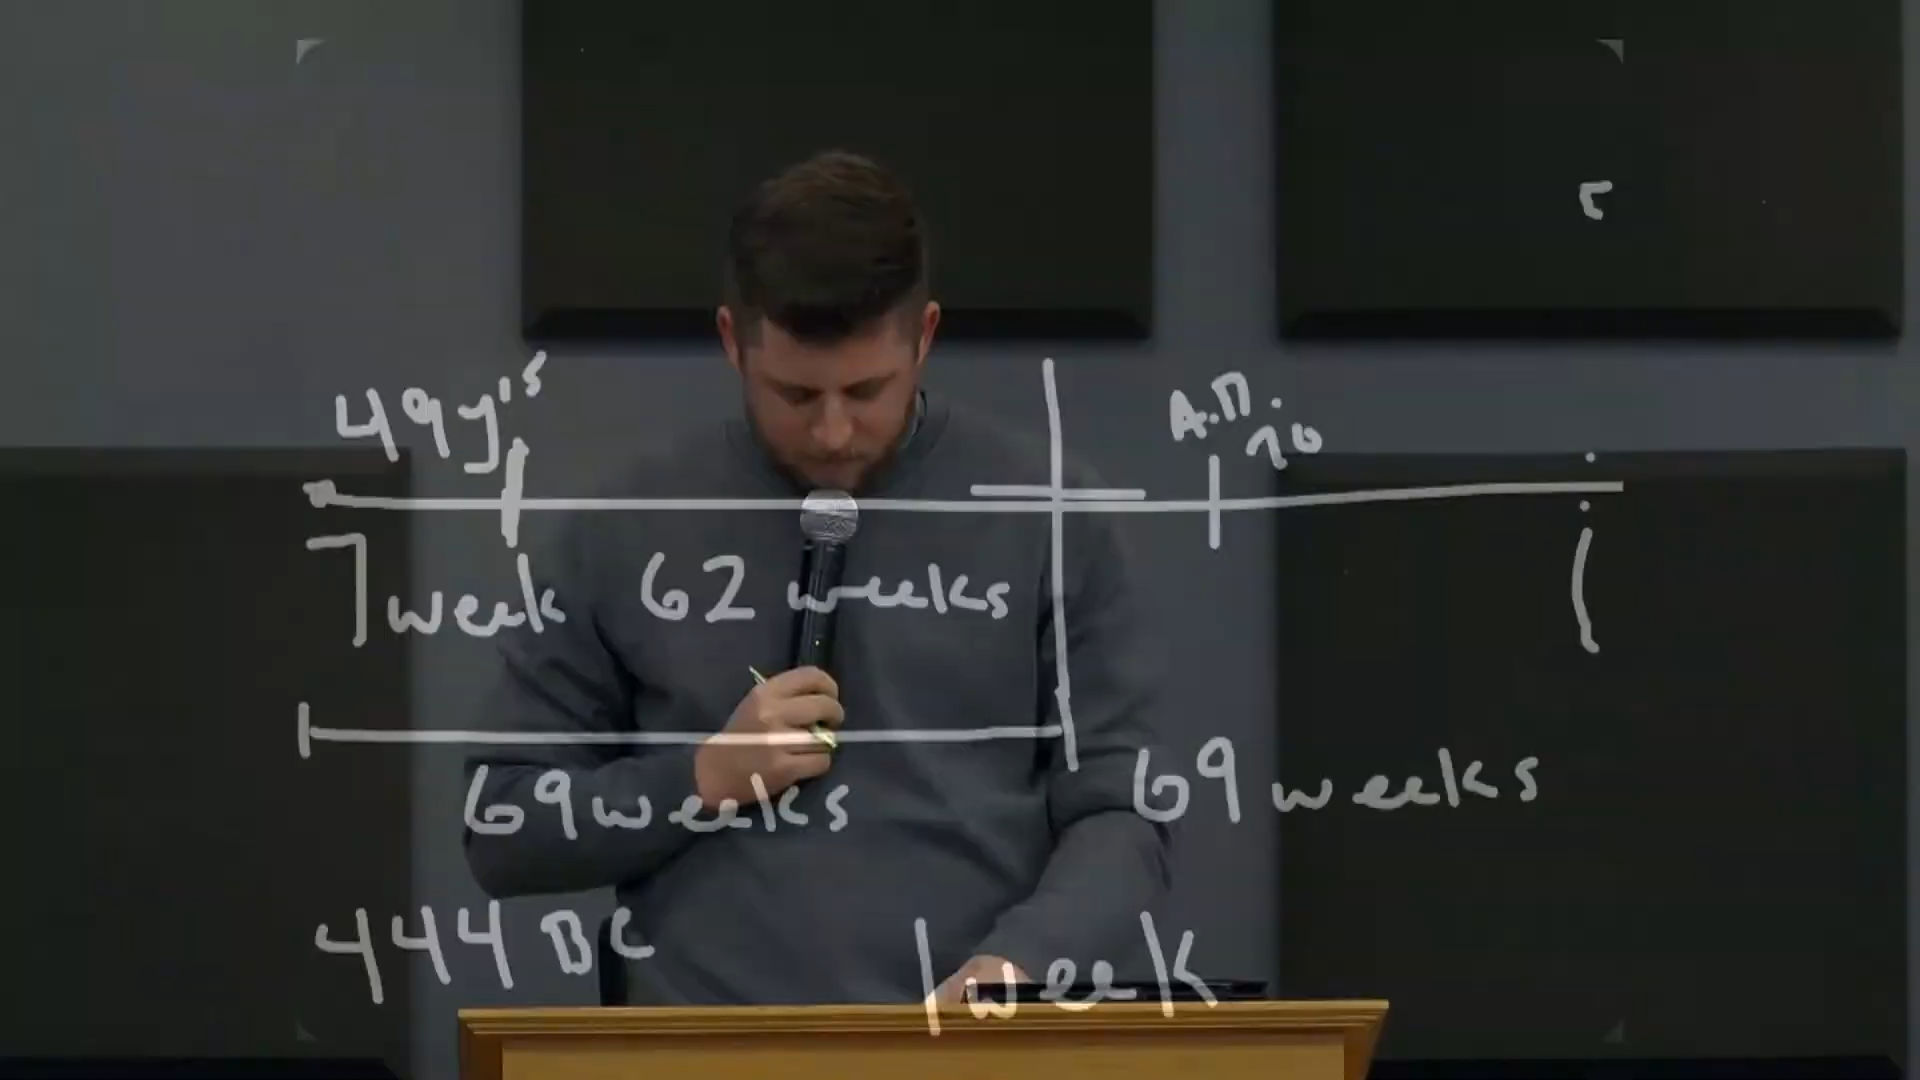 49 y's
A.D. 70
7 week 62 weeks
69 weeks 69 weeks
444 BC 1 week